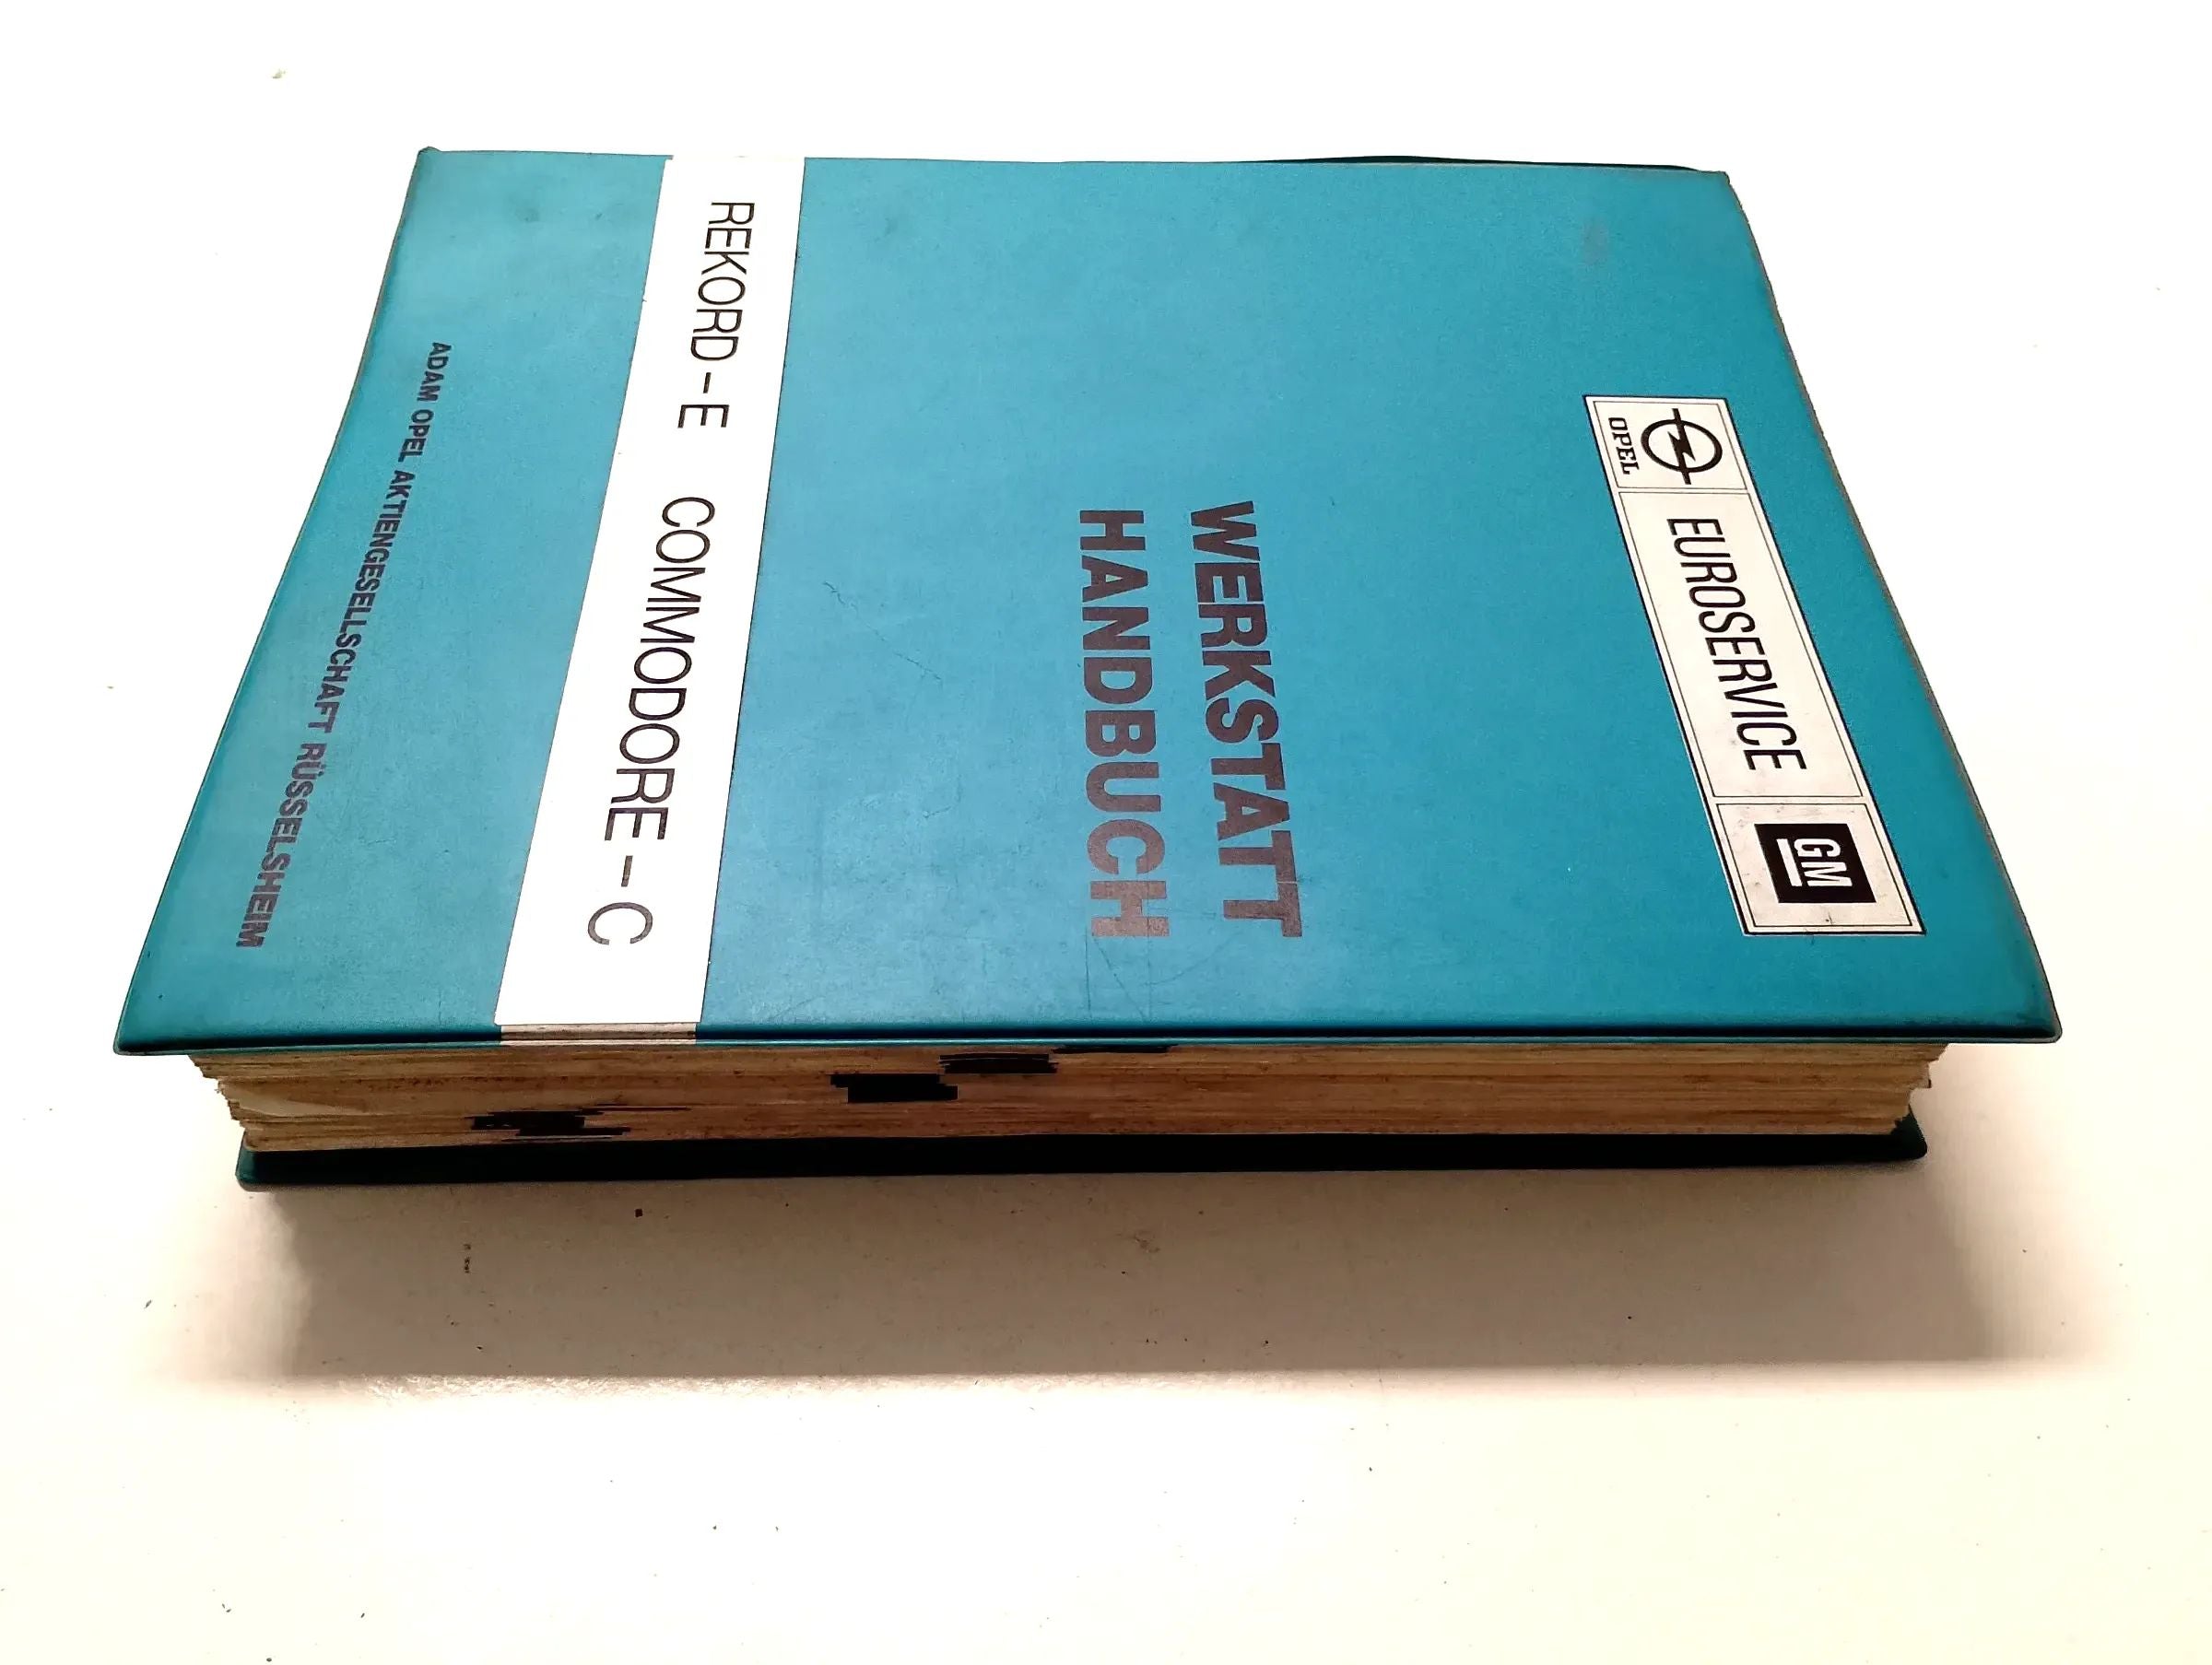 OPEL
EUROSERVICE
GM
WERKSTATT
HANDBUCH
REKORD-E COMMODORE-C
ADAM OPEL AKTIENGESELLSCHAFT RÜSSELSHEIM